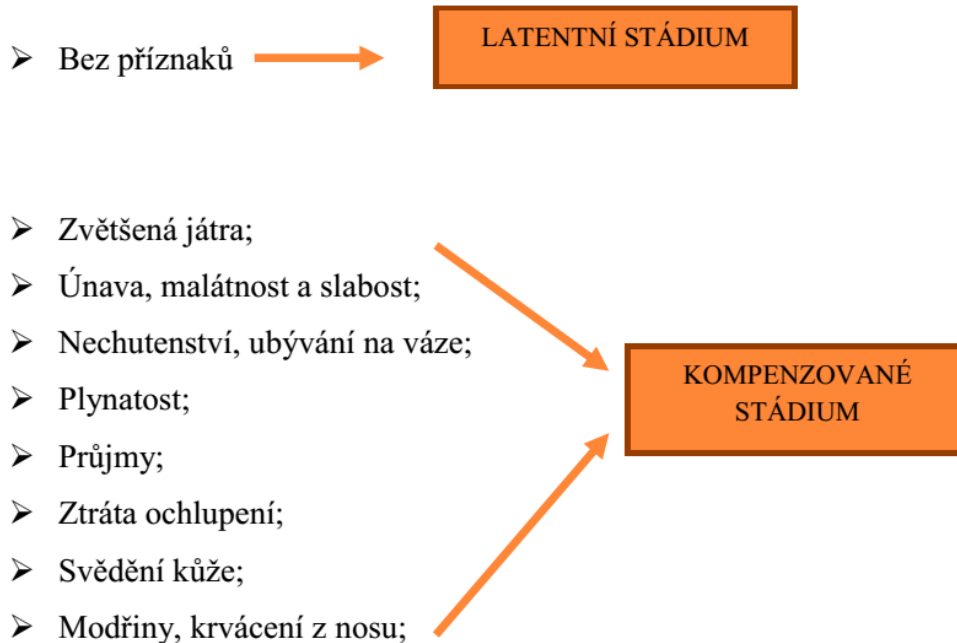 LATENTNÍ STÁDIUM
Bez příznaků
Zvětšená játra;
Únava, malátnost a slabost;
Nechutenství, ubývání na váze;
Plynatost;
Průjmy;
Ztráta ochlupení;
Svědění kůže;
Modřiny, krvácení z nosu;
KOMPENZOVANÉ
STÁDIUM